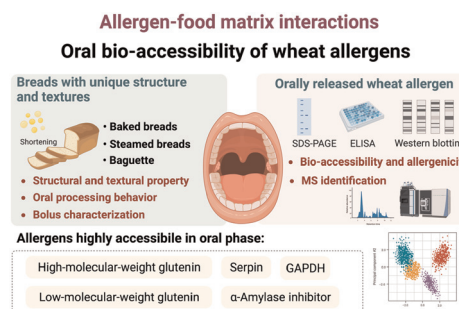 Allergen-food matrix interactions
Oral bio-accessibility of wheat allergens
Breads with unique structure
and textures
Shortening
• Baked breads
• Steamed breads
• Baguette
• Structural and textural property
• Oral processing behavior
• Bolus characterization
Orally released wheat allergen
SDS-PAGE ELISA Western blottin
• Bio-accessibility and allergenici
• MS identification
Allergens highly accessibile in oral phase:
High-molecular-weight glutenin Serpin GAPDH
Low-molecular-weight glutenin α-Amylase inhibitor